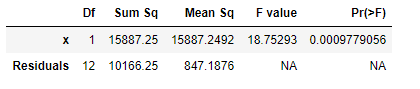 Df Sum Sq Mean Sq F value Pr(>F)
x 1 15887.25 15887.2492 18.75293 0.0009779056
Residuals 12 10166.25 847.1876 NA NA